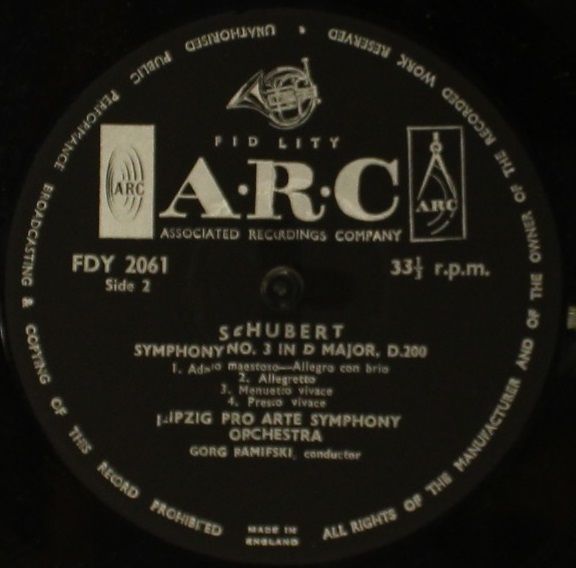 UNAUTHORISED PUBLIC PERFORMANCE BROADCASTING & COPYING OF THIS RECORD PROHIBITED
ALL RIGHTS OF THE MANUFACTURER AND OF THE OWNER OF THE RECORDED WORK RESERVED
FID LITY
ARC
A·R·C
ARC
ASSOCIATED RECORDINGS COMPANY
FDY 2061
33⅓ r.p.m.
Side 2
SCHUBERT
SYMPHONY NO. 3 IN D MAJOR, D.200
1. Adagio maestoso—Allegro con brio
2. Allegretto
3. Menuetto vivace
4. Presto vivace
LEIPZIG PRO ARTE SYMPHONY
ORCHESTRA
GORG RAMIFSKI, conductor
MADE IN
ENGLAND